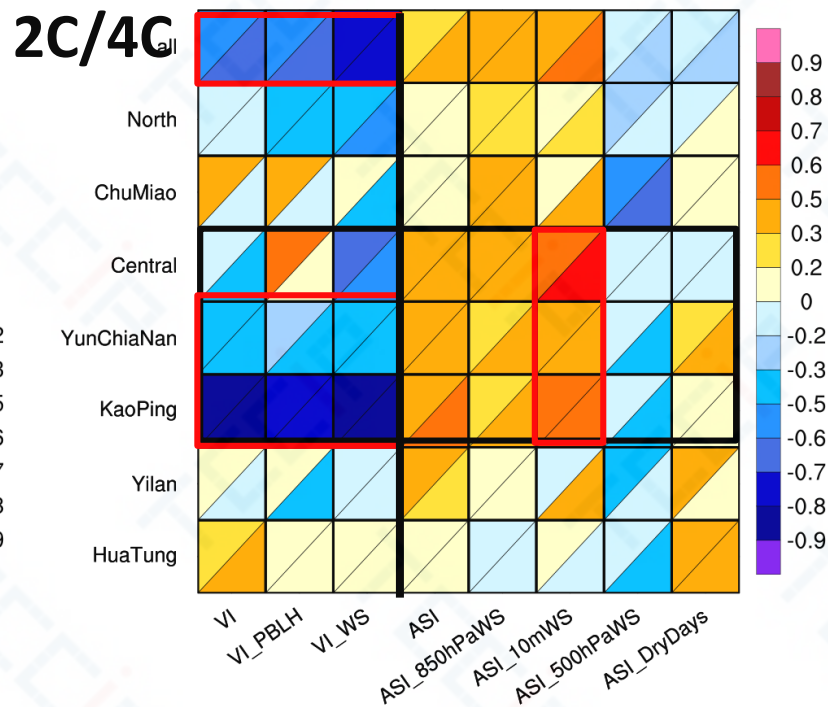 2C/4C
all
North
ChuMiao
Central
YunChiaNan
KaoPing
Yilan
HuaTung
VI
VI_PBLH
VI_WS
ASI
ASI_850hPaWS
ASI_10mWS
ASI_500hPaWS
ASI_DryDays
0.9
0.8
0.7
0.6
0.5
0.3
0.2
0
-0.2
-0.3
-0.5
-0.6
-0.7
-0.8
-0.9